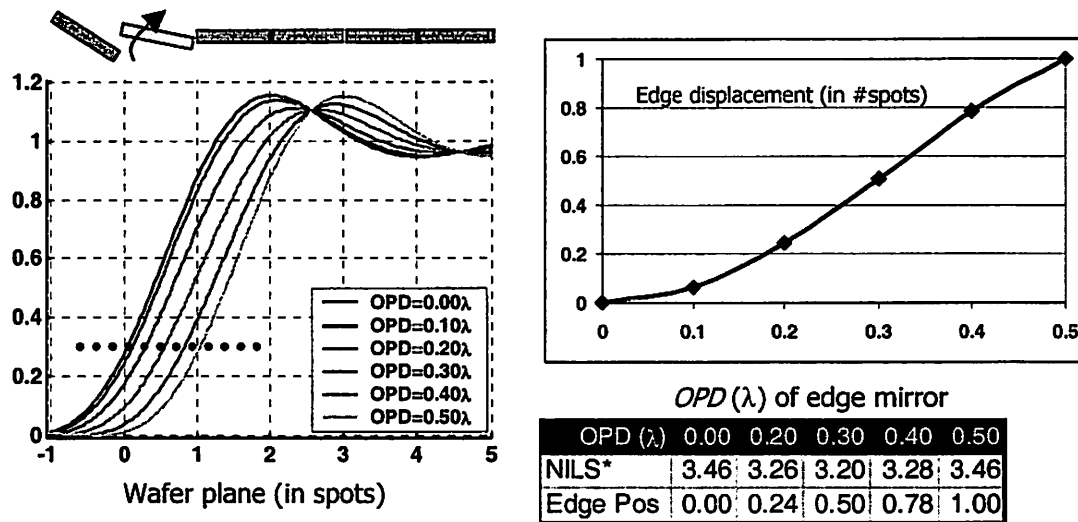 1.2
1
0.8
0.6
0.4
0.2
0
-1 0 1 2 3 4 5
OPD=0.00λ
OPD=0.10λ
OPD=0.20λ
OPD=0.30λ
OPD=0.40λ
OPD=0.50λ
Wafer plane (in spots)
Edge displacement (in #spots)
1
0.8
0.6
0.4
0.2
0
0 0.1 0.2 0.3 0.4 0.5
OPD (λ) of edge mirror
OPD (λ) 0.00 0.20 0.30 0.40 0.50
NILS* 3.46 3.26 3.20 3.28 3.46
Edge Pos 0.00 0.24 0.50 0.78 1.00